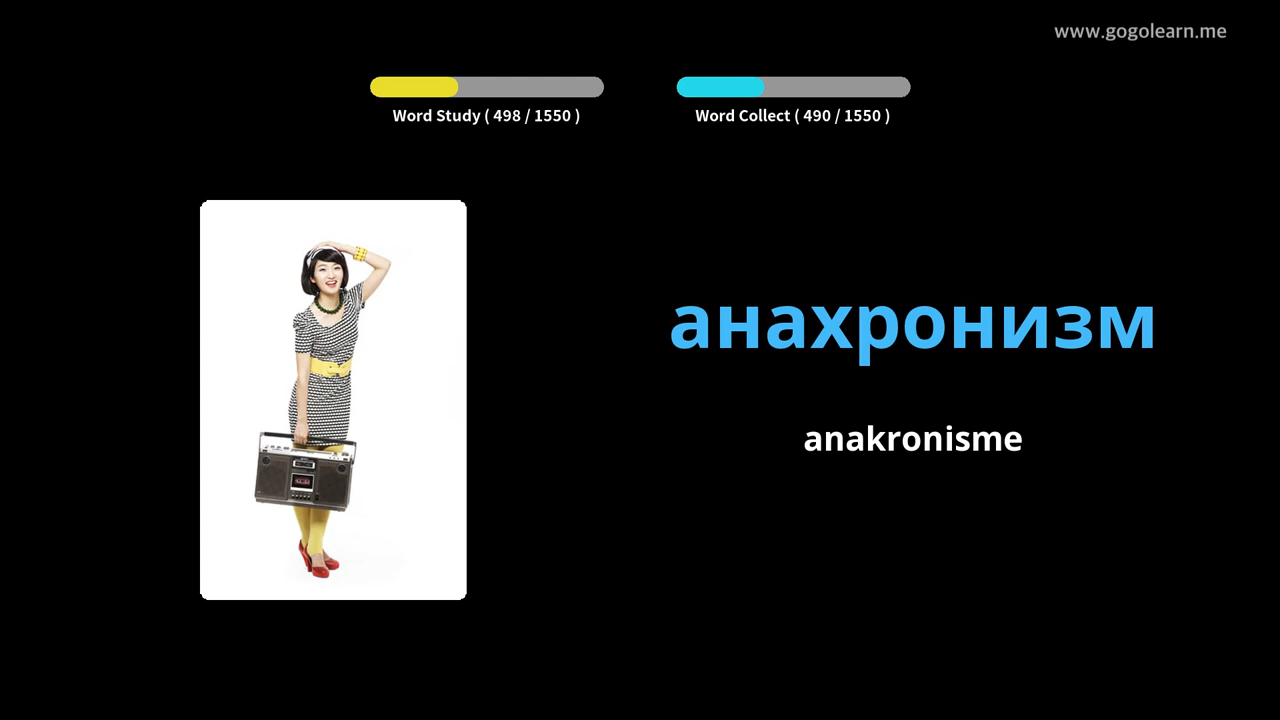 www.gogolearn.me
Word Study ( 498 / 1550 )
Word Collect ( 490 / 1550 )
анахронизм
anakronisme